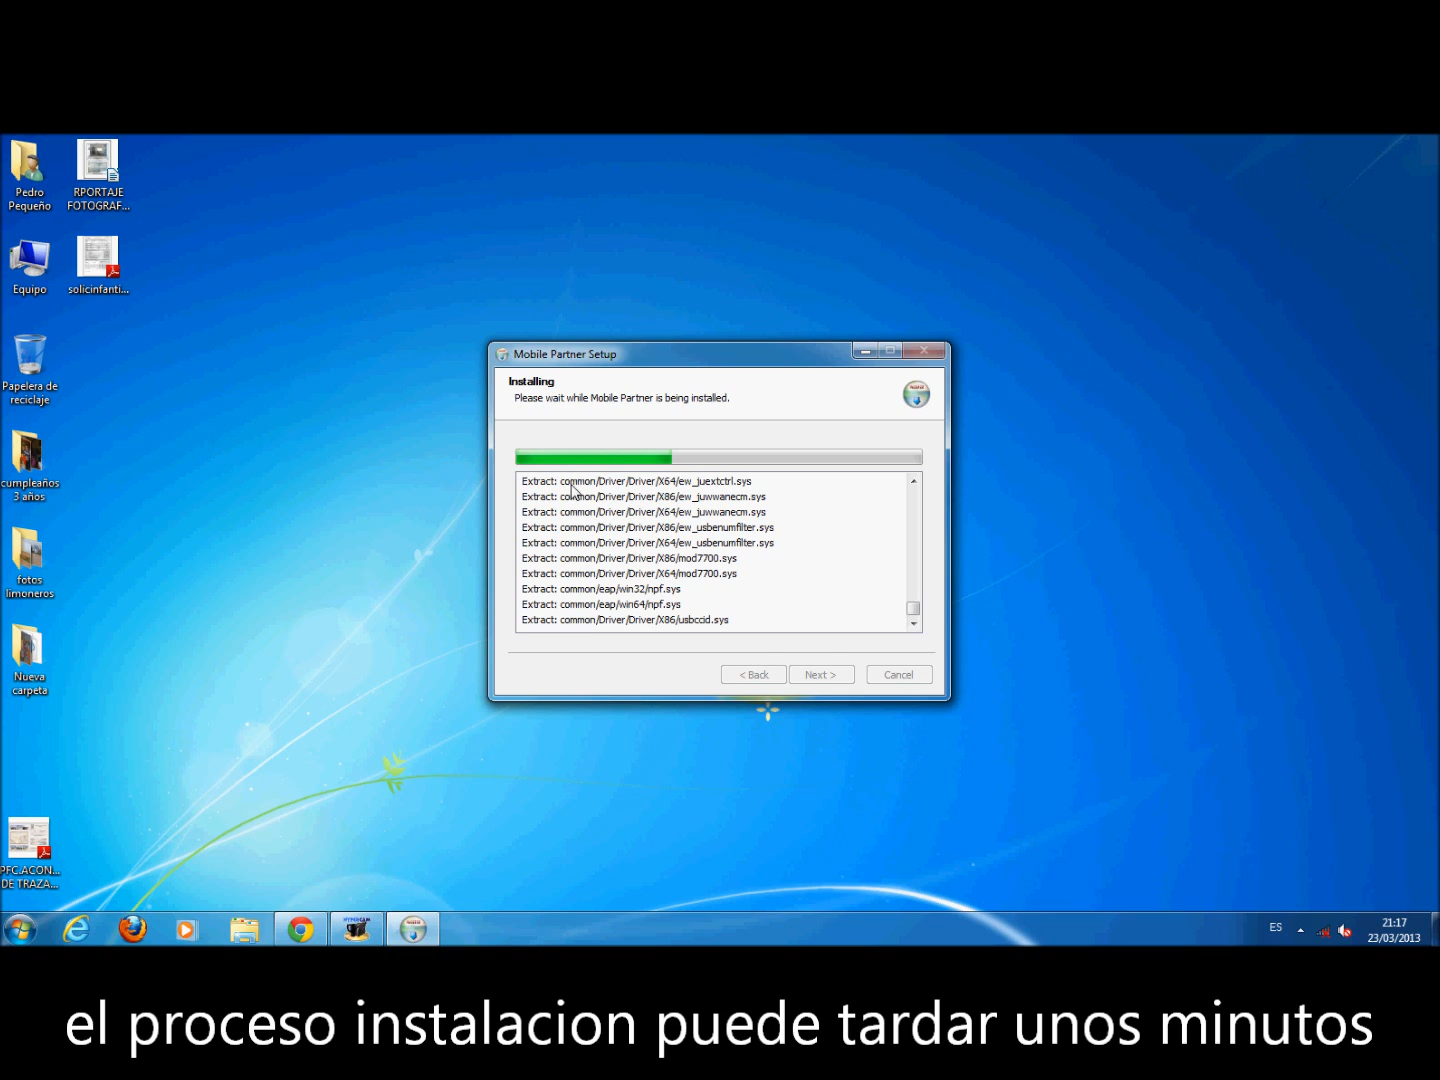 Pedro
Pequeño
RPORTAJE
FOTOGRAF...
Equipo
solicinfanti...
Papelera de
reciclaje
cumpleaños
3 años
fotos
limoneros
Nueva
carpeta
PFC.ACON...
DE TRAZA...
Mobile Partner Setup
Installing
Please wait while Mobile Partner is being installed.
Extract: common/Driver/Driver/X64/ew_juextctrl.sys
Extract: common/Driver/Driver/X86/ew_juwwanecm.sys
Extract: common/Driver/Driver/X64/ew_juwwanecm.sys
Extract: common/Driver/Driver/X86/ew_usbenumfilter.sys
Extract: common/Driver/Driver/X64/ew_usbenumfilter.sys
Extract: common/Driver/Driver/X86/mod7700.sys
Extract: common/Driver/Driver/X64/mod7700.sys
Extract: common/eap/win32/npf.sys
Extract: common/eap/win64/npf.sys
Extract: common/Driver/Driver/X86/usbccid.sys
< Back
Next >
Cancel
HYPERCAM
ES
21:17
23/03/2013
el proceso instalacion puede tardar unos minutos